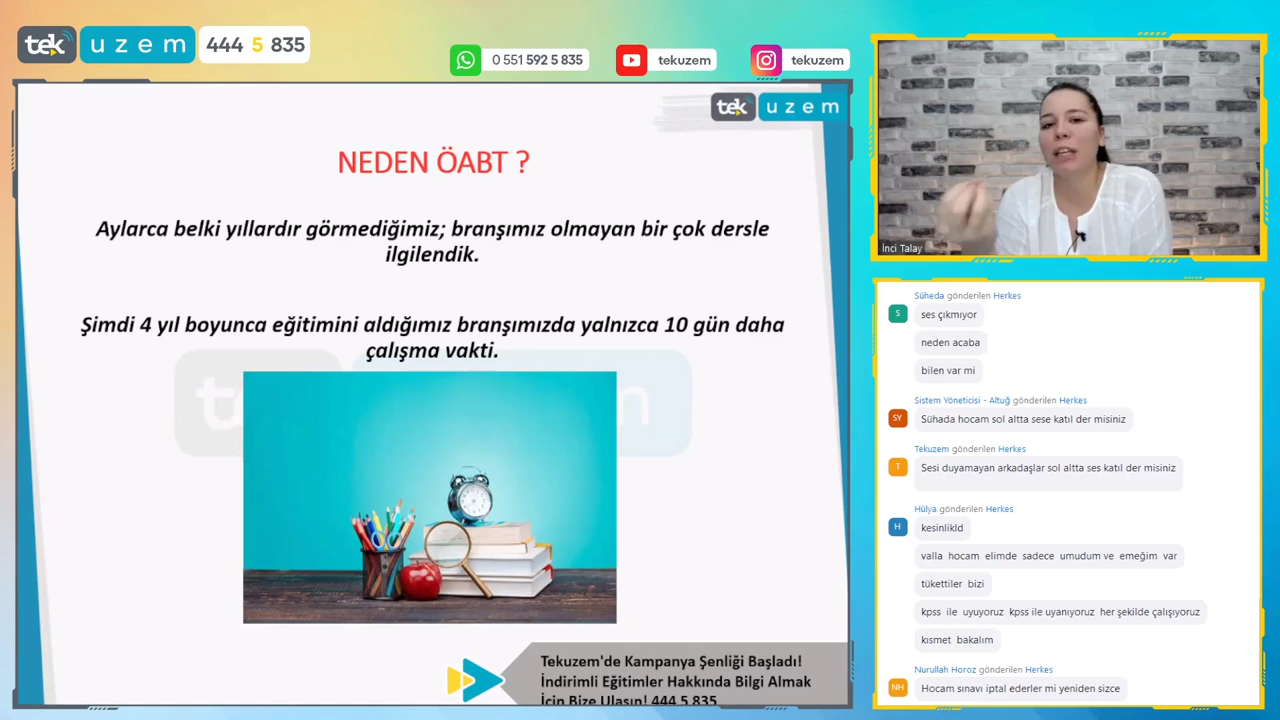 tek uzem 444 5 835
0 551 592 5 835
tekuzem
tekuzem
tek uzem
NEDEN ÖABT ?
Aylarca belki yıllardır görmediğimiz; branşımız olmayan bir çok dersle
ilgilendik.
Şimdi 4 yıl boyunca eğitimini aldığımız branşımızda yalnızca 10 gün daha
çalışma vakti.
Tekuzem'de Kampanya Şenliği Başladı!
İndirimli Eğitimler Hakkında Bilgi Almak
İçin Bize Ulaşın! 444 5 835
İnci Talay
Süheda gönderilen Herkes
S
ses çıkmıyor
neden acaba
bilen var mi
Sistem Yöneticisi - Altuğ gönderilen Herkes
SY
Sühada hocam sol altta sese katıl der misiniz
Tekuzem gönderilen Herkes
T
Sesi duyamayan arkadaşlar sol altta ses katıl der misiniz
Hülya gönderilen Herkes
H
kesinlikld
valla hocam elimde sadece umudum ve emeğim var
tükettiler bizi
kpss ile uyuyoruz kpss ile uyanıyoruz her şekilde çalışıyoruz
kısmet bakalım
Nurullah Horoz gönderilen Herkes
NH
Hocam sınavı iptal ederler mi yeniden sizce